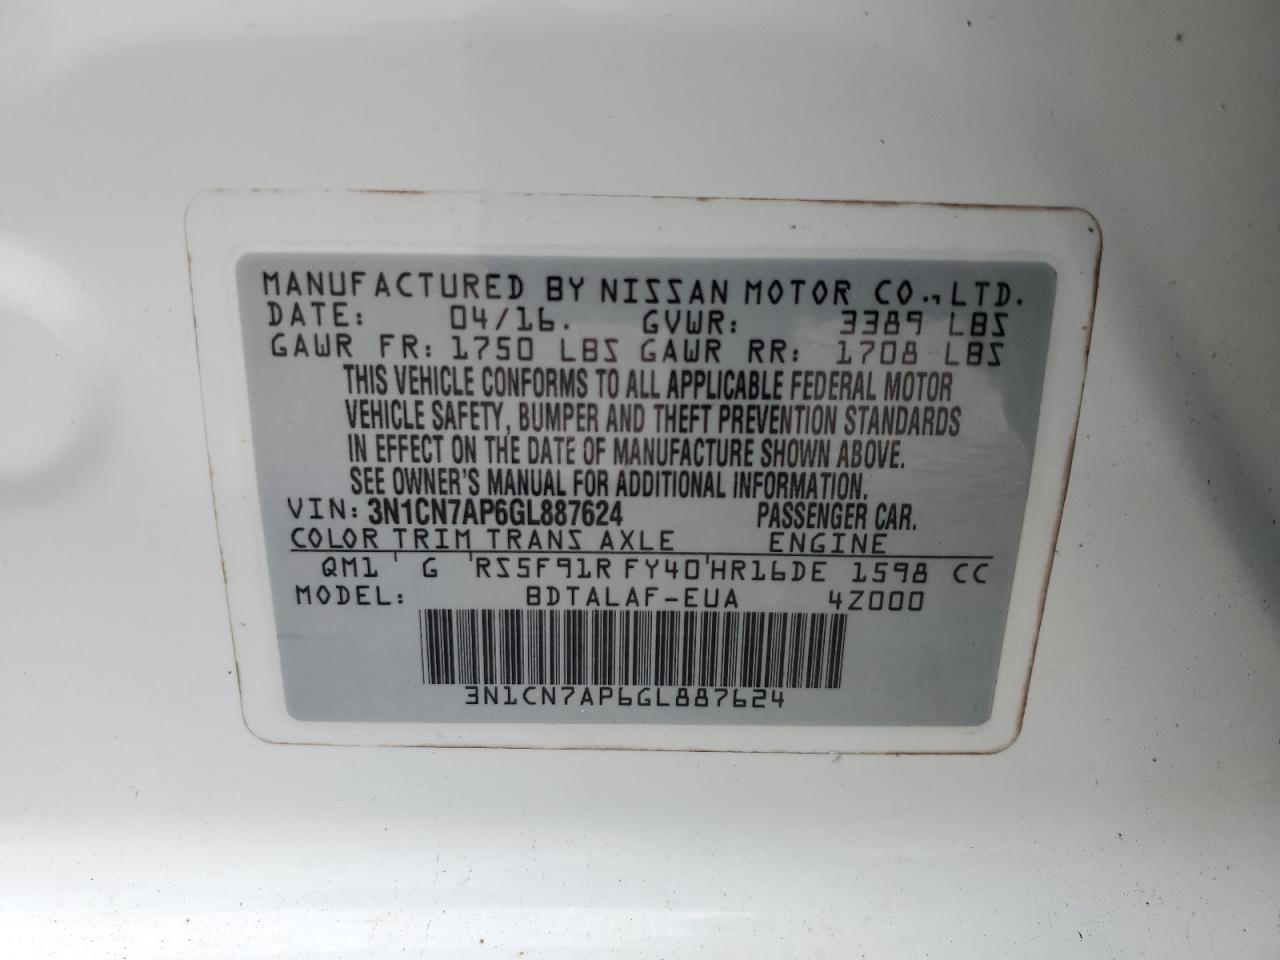 MANUFACTURED BY NISSAN MOTOR CO., LTD.
DATE: 04/16. GVWR: 3389 LBS
GAWR FR: 1750 LBS GAWR RR: 1708 LBS
THIS VEHICLE CONFORMS TO ALL APPLICABLE FEDERAL MOTOR
VEHICLE SAFETY, BUMPER AND THEFT PREVENTION STANDARDS
IN EFFECT ON THE DATE OF MANUFACTURE SHOWN ABOVE.
SEE OWNER'S MANUAL FOR ADDITIONAL INFORMATION.
VIN: 3N1CN7AP6GL887624 PASSENGER CAR.
COLOR TRIM TRANS AXLE ENGINE
QM1 G RS5F91R FY40 HR16DE 1598 CC
MODEL: BDTALAF-EUA 4Z000
3N1CN7AP6GL887624